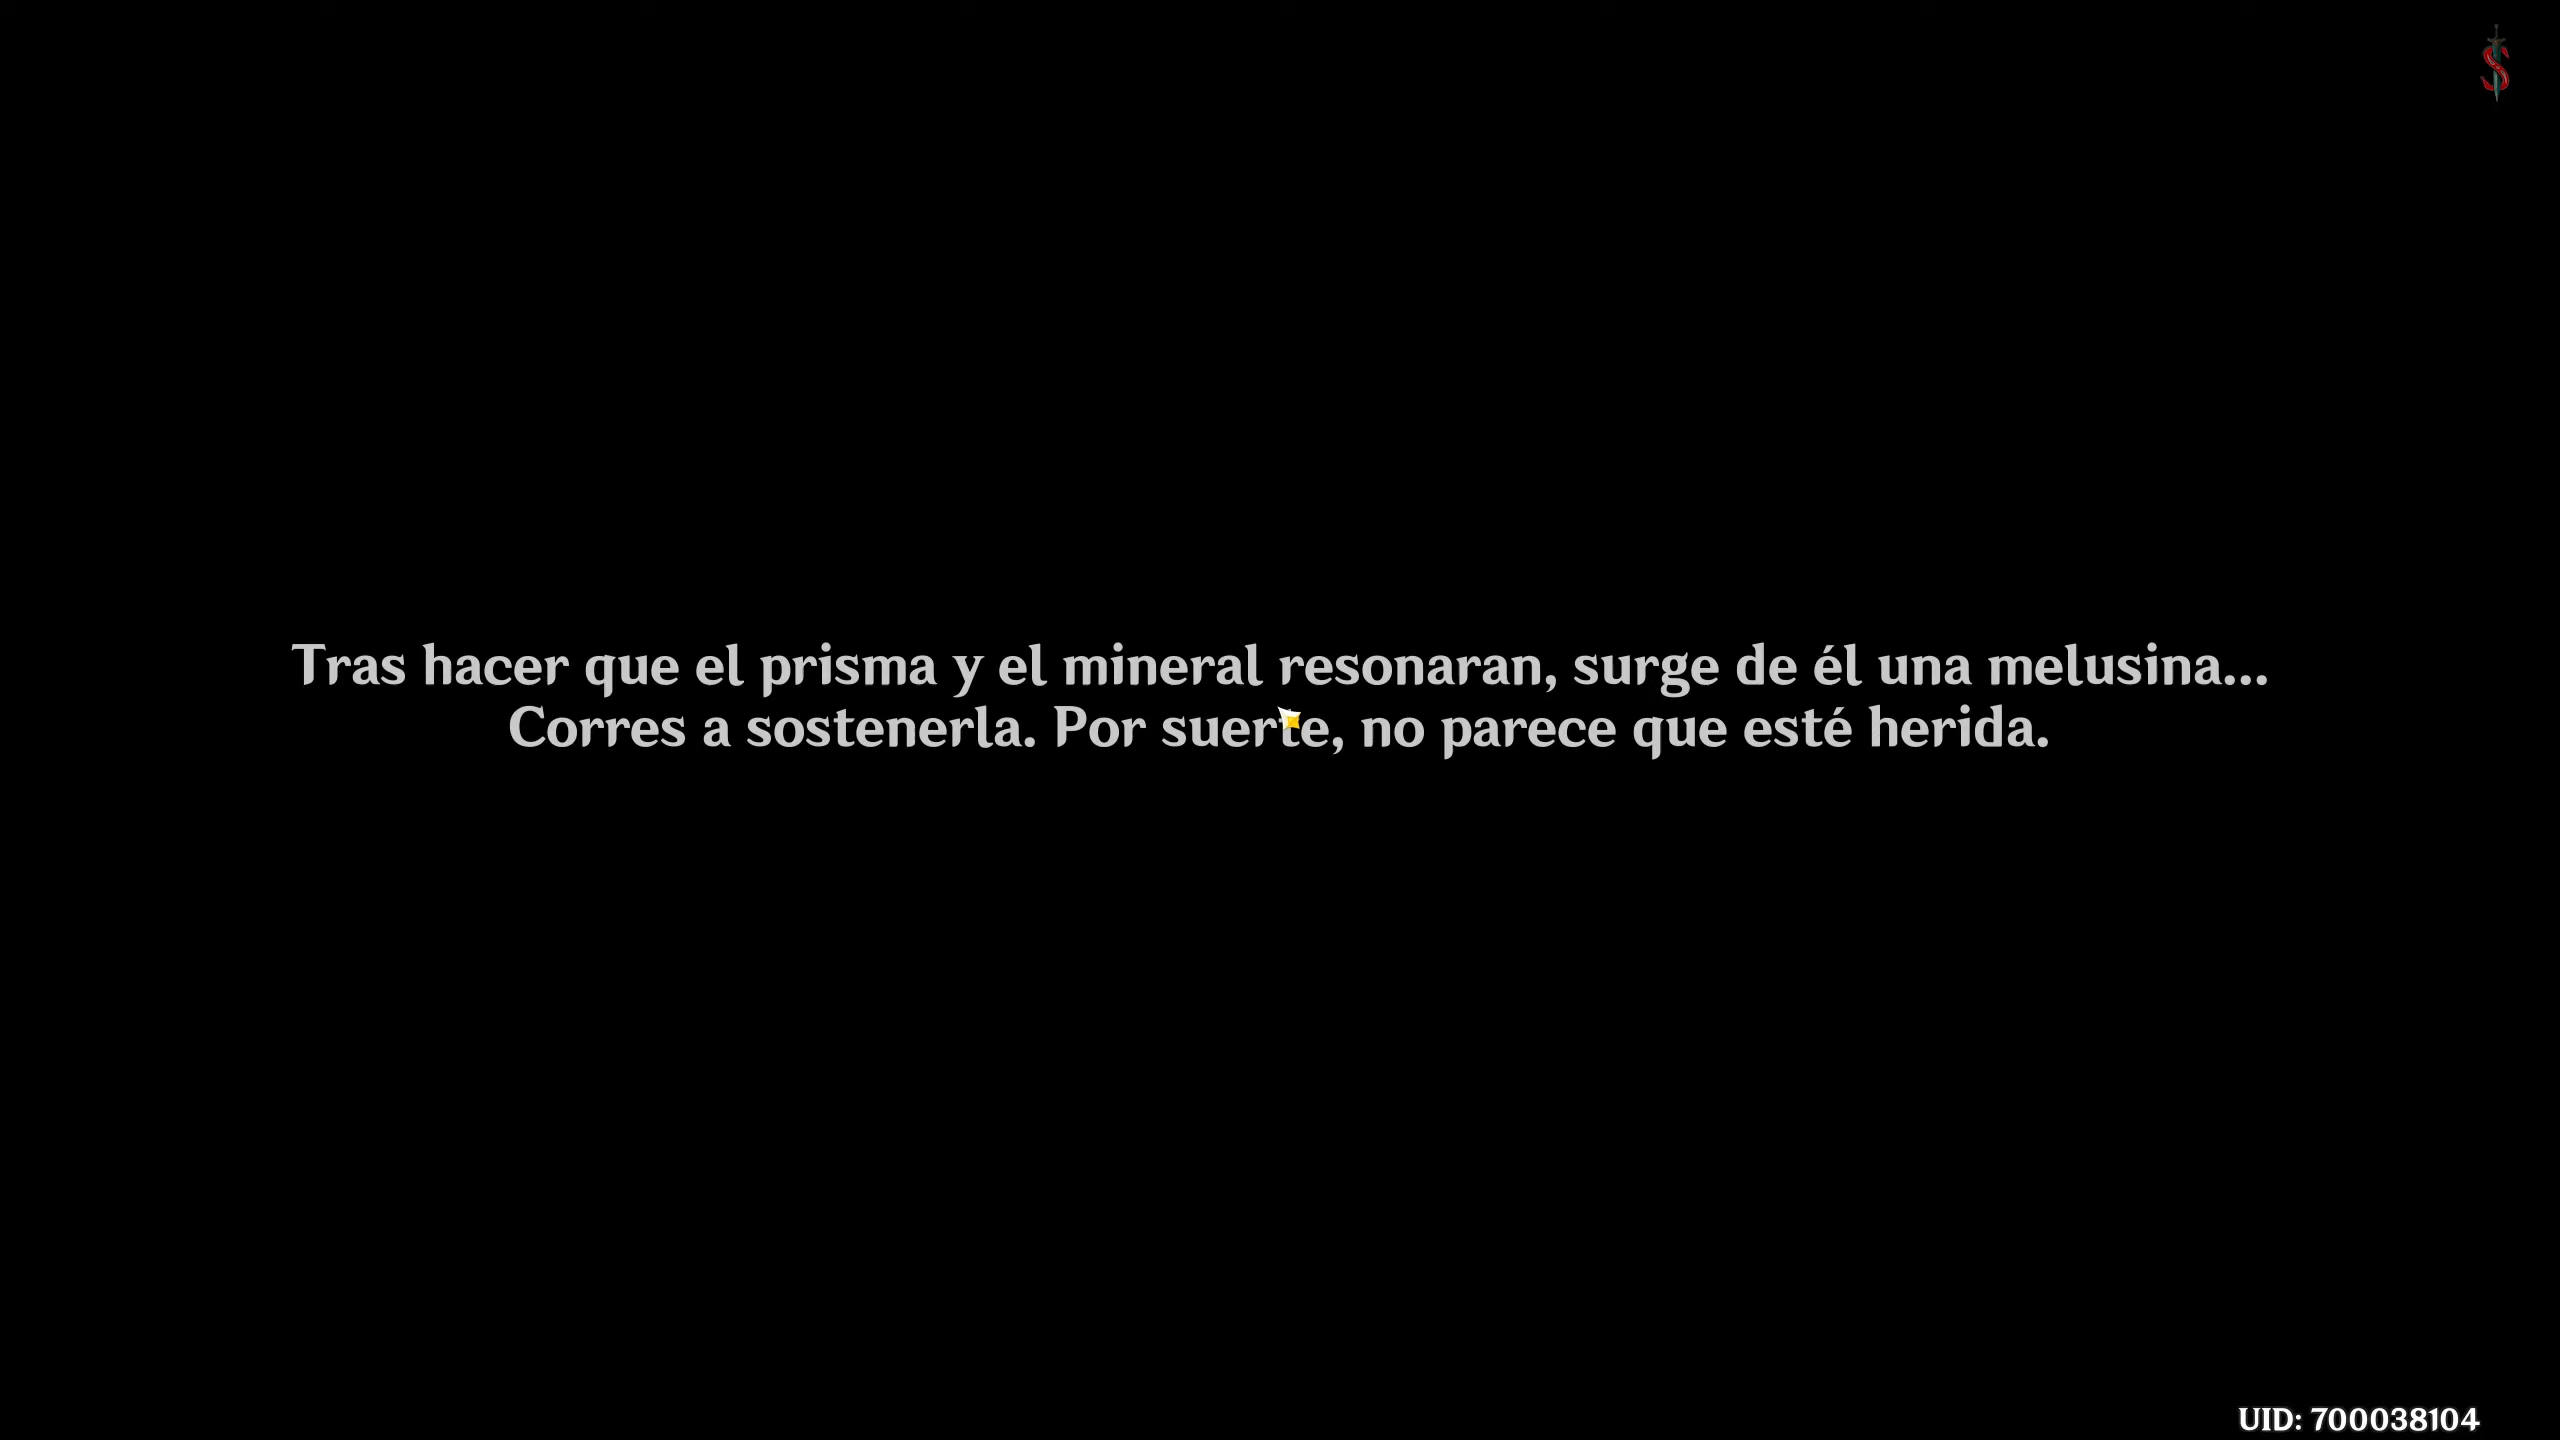 Tras hacer que el prisma y el mineral resonaran, surge de él una melusina...
Corres a sostenerla. Por suerte, no parece que esté herida.
UID: 700038104